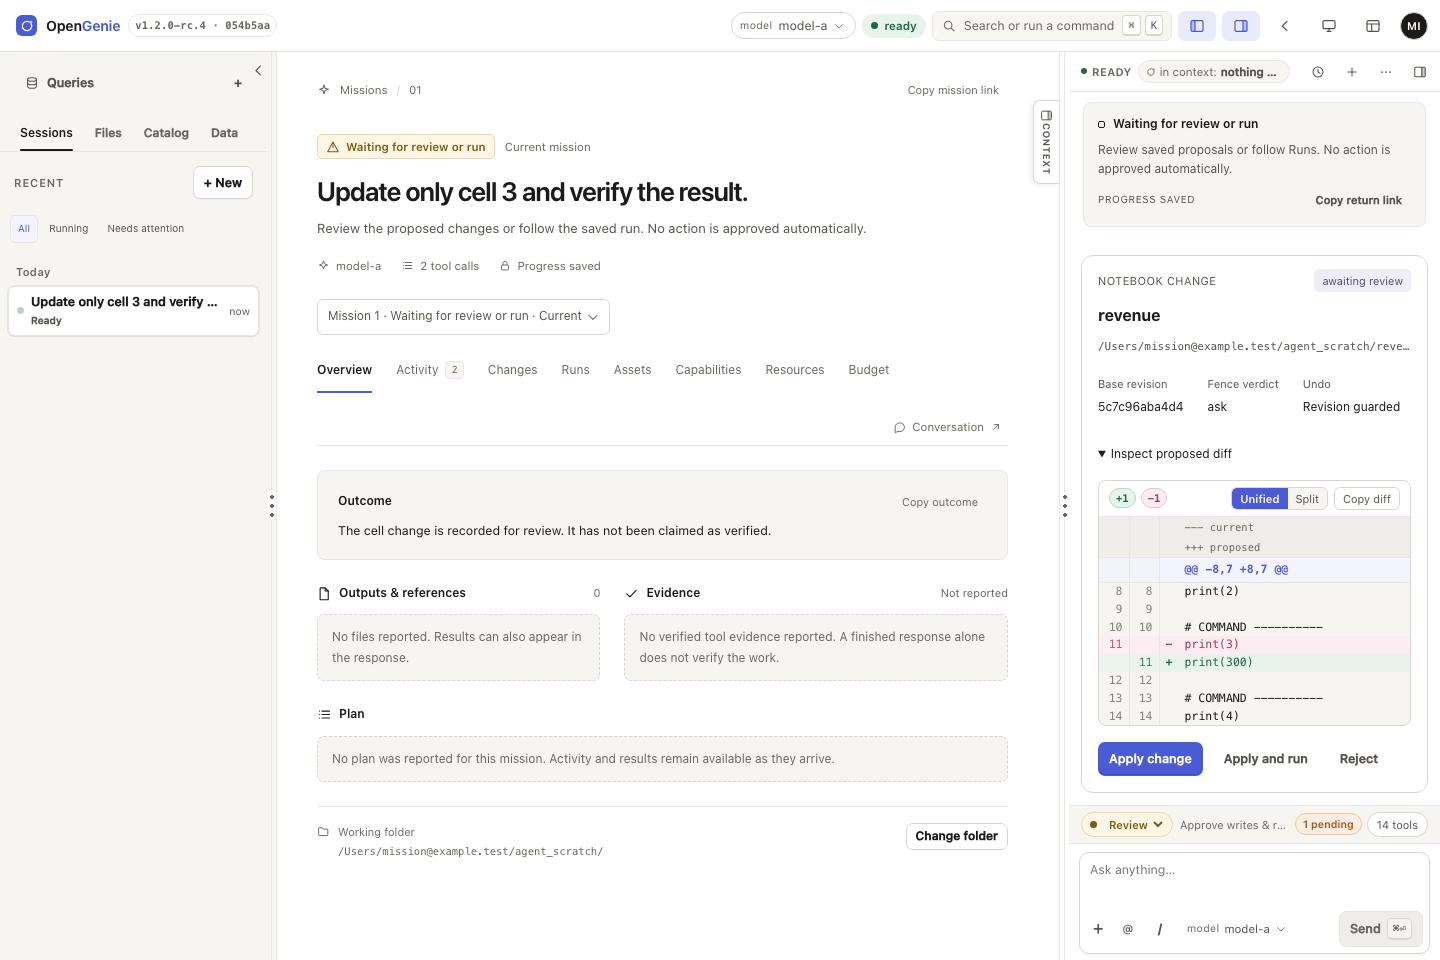 OpenGenie
v1.2.0-rc.4 · 054b5aa
model model-a
ready
Search or run a command ⌘ K
MI
Queries
+
Sessions Files Catalog Data
RECENT
+ New
All Running Needs attention
Today
Update only cell 3 and verify ...
now
Ready
Missions / 01
Copy mission link
CONTEXT
Waiting for review or run
Current mission
Update only cell 3 and verify the result.
Review the proposed changes or follow the saved run. No action is approved automatically.
model-a
2 tool calls
Progress saved
Mission 1 · Waiting for review or run · Current
Overview Activity 2 Changes Runs Assets Capabilities Resources Budget
Conversation
Outcome
Copy outcome
The cell change is recorded for review. It has not been claimed as verified.
Outputs & references 0
No files reported. Results can also appear in
the response.
Evidence Not reported
No verified tool evidence reported. A finished response alone
does not verify the work.
Plan
No plan was reported for this mission. Activity and results remain available as they arrive.
Working folder
/Users/mission@example.test/agent_scratch/
Change folder
READY
in context: nothing ...
Waiting for review or run
Review saved proposals or follow Runs. No action is
approved automatically.
PROGRESS SAVED
Copy return link
NOTEBOOK CHANGE
awaiting review
revenue
/Users/mission@example.test/agent_scratch/reve…
Base revision Fence verdict Undo
5c7c96aba4d4 ask Revision guarded
▼ Inspect proposed diff
+1 −1 Unified Split Copy diff
--- current
+++ proposed
@@ -8,7 +8,7 @@
8 8 print(2)
9 9
10 10 # COMMAND ----------
11 − print(3)
11 + print(300)
12 12
13 13 # COMMAND ----------
14 14 print(4)
Apply change Apply and run Reject
Review
Approve writes & r...
1 pending
14 tools
Ask anything...
+ @ / model model-a
Send ⌘⏎